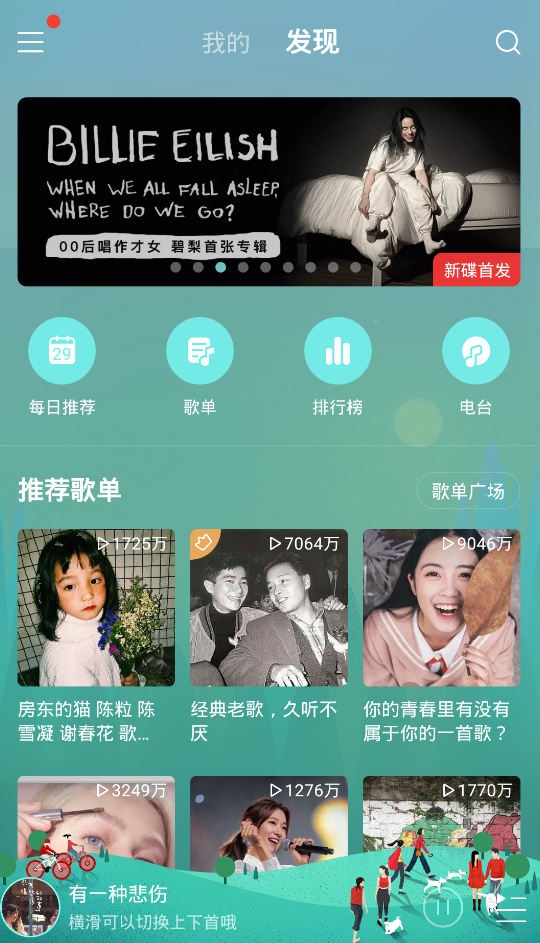 我的
发现
BILLIE EILISH
WHEN WE ALL FALL ASLEEP,
WHERE DO WE GO?
00后唱作才女 碧梨首张专辑
新碟首发
29
每日推荐
歌单
排行榜
电台
推荐歌单
歌单广场
1725万
7064万
9046万
房东的猫 陈粒 陈
雪凝 谢春花 歌...
经典老歌，久听不
厌
你的青春里有没有
属于你的一首歌？
3249万
1276万
1770万
有一种悲伤
横滑可以切换上下首哦